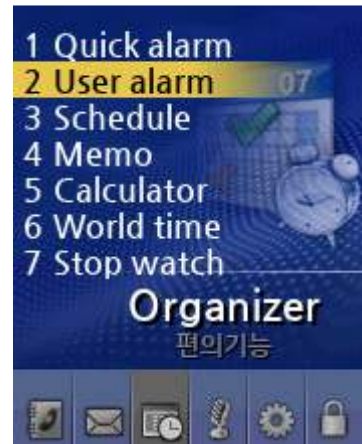 1 Quick alarm
2 User alarm
07
3 Schedule
4 Memo
5 Calculator
6 World time
7 Stop watch
Organizer
편의기능